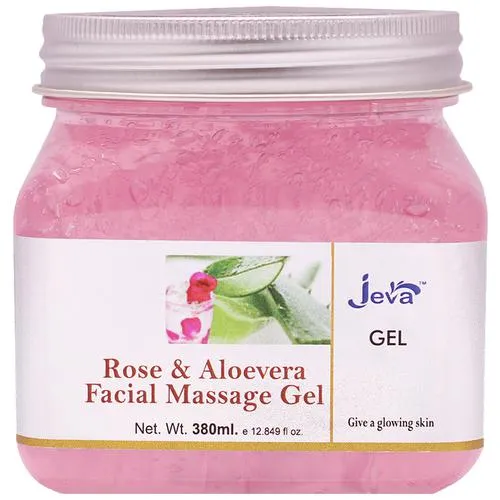 Jeva™
GEL
Rose & Aloevera
Facial Massage Gel
Net. Wt. 380ml. e 12.849 fl oz.
Give a glowing skin